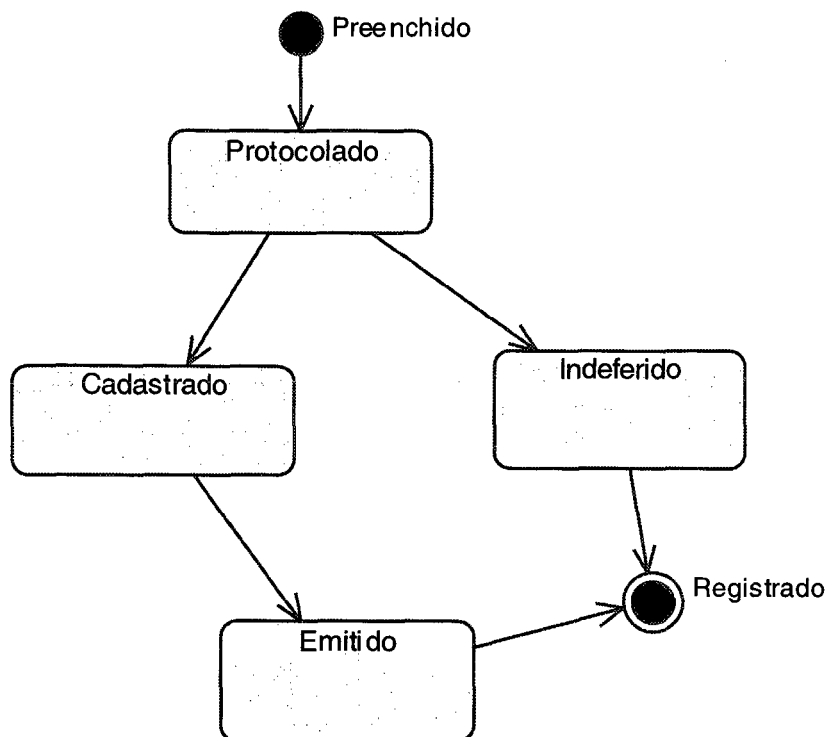 Preenchido
Protocolado
Cadastrado
Indeferido
Registrado
Emitido